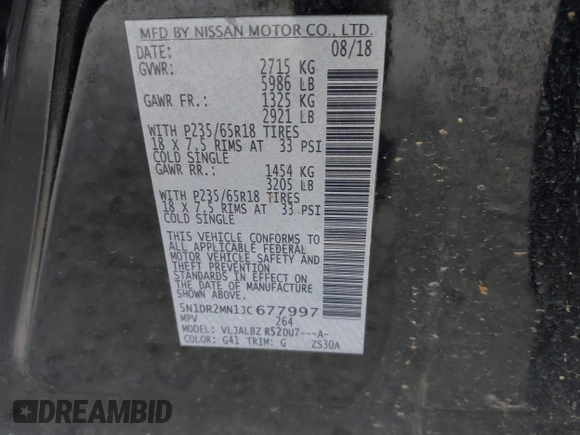 MFD BY NISSAN MOTOR CO., LTD.
DATE: 08/18
GVWR: 2715 KG
5986 LB
GAWR FR.: 1325 KG
2921 LB
WITH P235/65R18 TIRES
18 X 7.5 RIMS AT 33 PSI
COLD SINGLE
GAWR RR.: 1454 KG
3205 LB
WITH P235/65R18 TIRES
18 X 7.5 RIMS AT 33 PSI
COLD SINGLE
THIS VEHICLE CONFORMS TO
ALL APPLICABLE FEDERAL
MOTOR VEHICLE SAFETY AND
THEFT PREVENTION
STANDARDS IN EFFECT ON
THE DATE OF MANUFACTURE
SHOWN ABOVE.
5N1DR2MN1JC677997
MPV 264
MODEL: VLJALBZ R52DU7---A-
COLOR: G41 TRIM: G ZS30A
DREAMBID